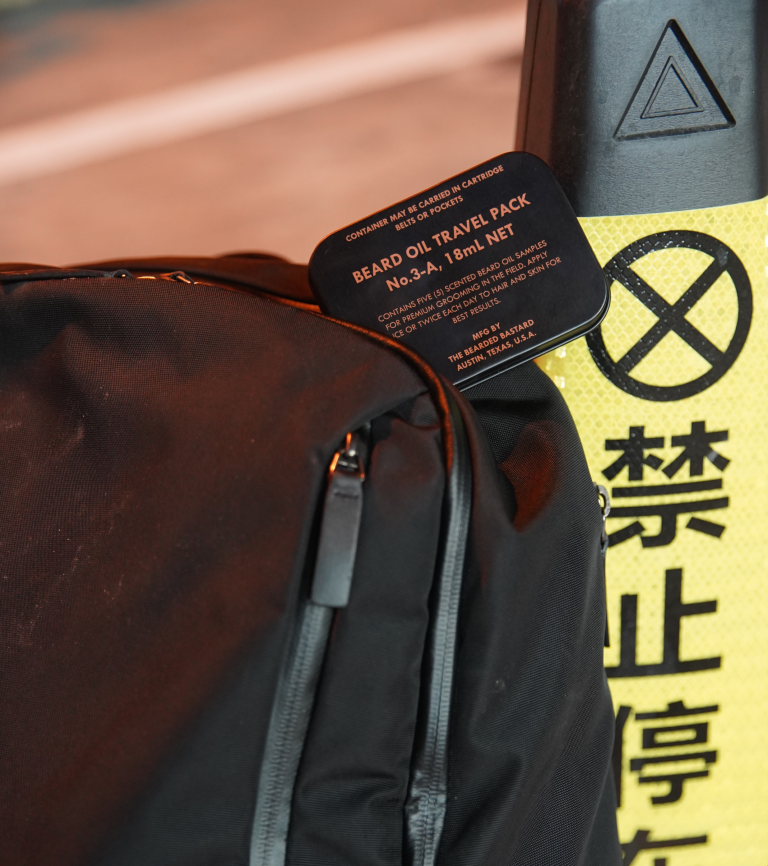 CONTAINER MAY BE CARRIED IN CARTRIDGE
BELTS OR POCKETS
BEARD OIL TRAVEL PACK
No.3-A, 18mL NET
CONTAINS FIVE (5) SCENTED BEARD OIL SAMPLES
FOR PREMIUM GROOMING IN THE FIELD. APPLY
TWICE EACH DAY TO HAIR AND SKIN FOR
BEST RESULTS.
MFG BY
THE BEARDED BASTARD
AUSTIN, TEXAS, U.S.A.
禁
止
停